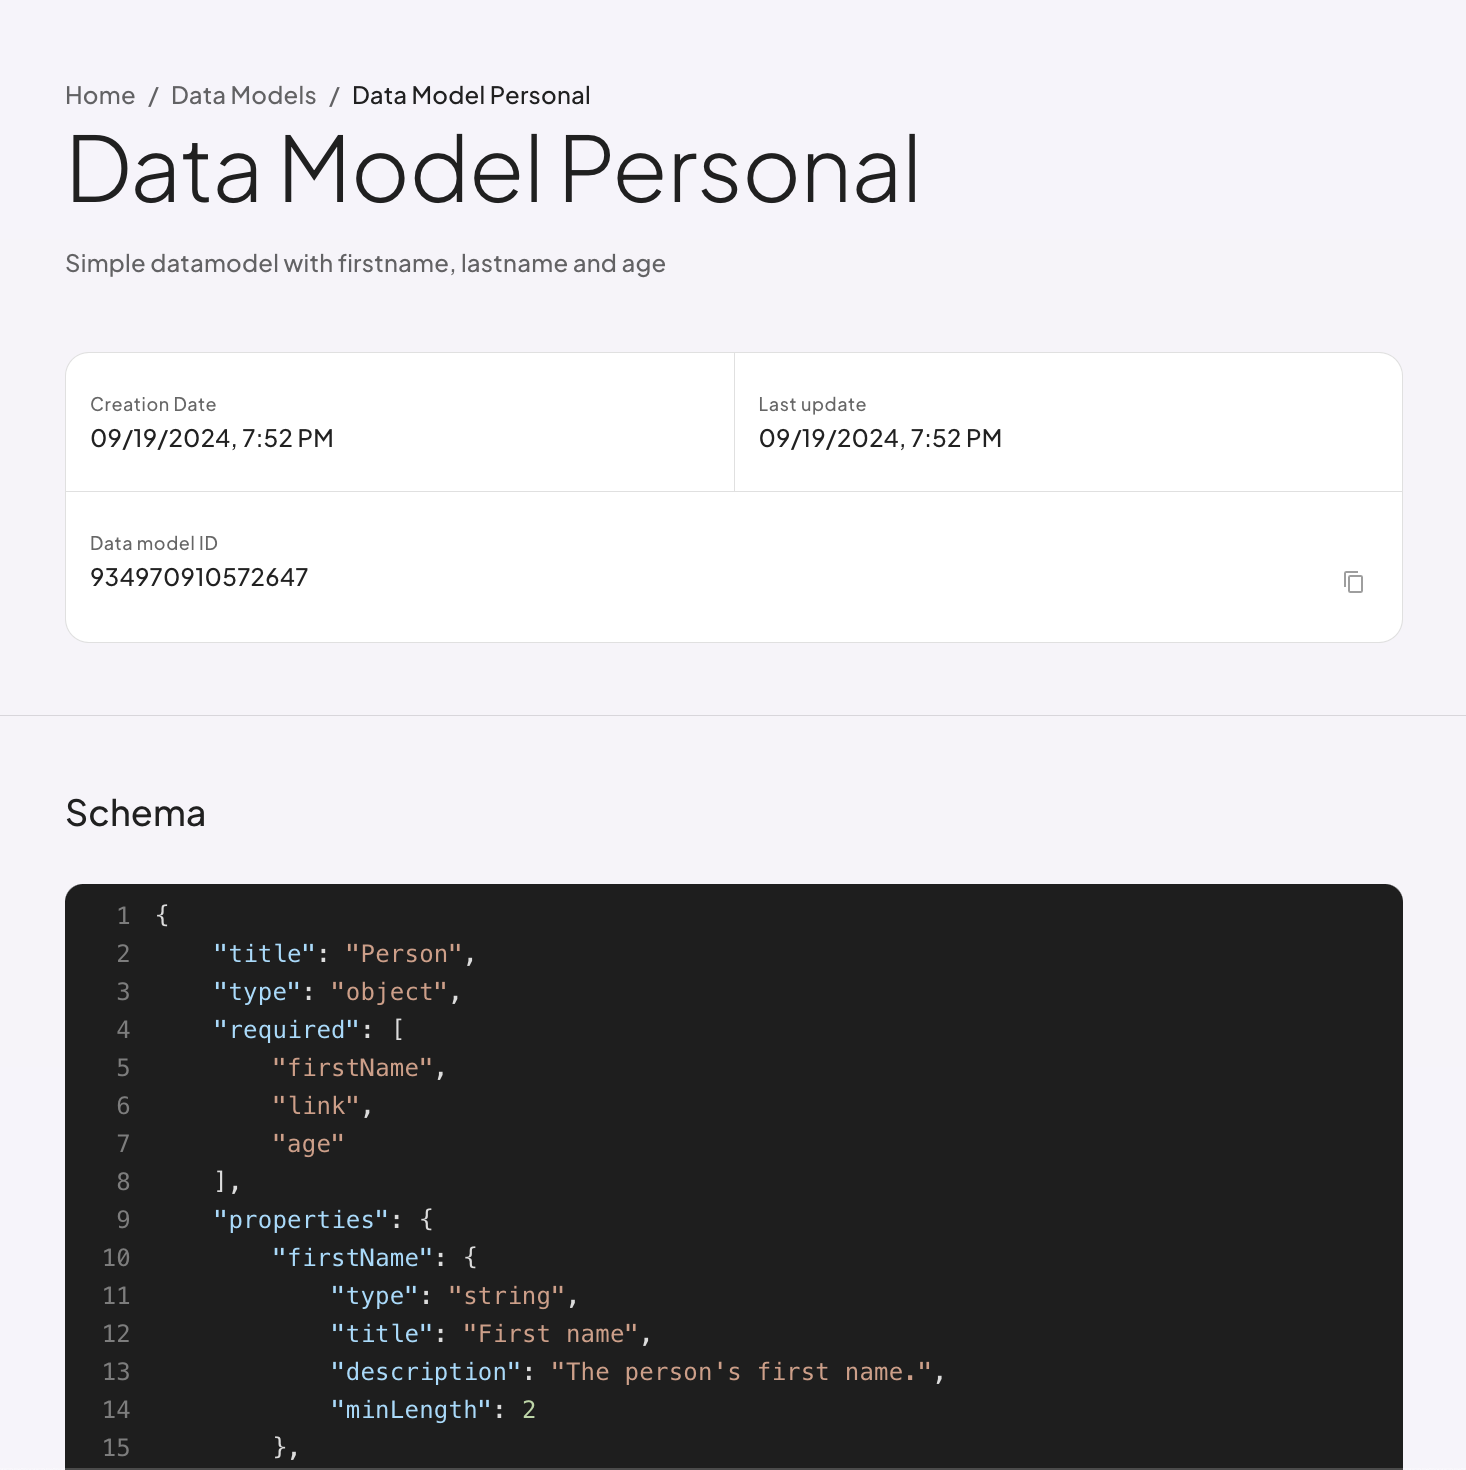 Home / Data Models / Data Model Personal
Data Model Personal
Simple datamodel with firstname, lastname and age
Creation Date
09/19/2024, 7:52 PM
Last update
09/19/2024, 7:52 PM
Data model ID
934970910572647
Schema
1 {
2     "title": "Person",
3     "type": "object",
4     "required": [
5         "firstName",
6         "link",
7         "age"
8     ],
9     "properties": {
10         "firstName": {
11             "type": "string",
12             "title": "First name",
13             "description": "The person's first name.",
14             "minLength": 2
15         },